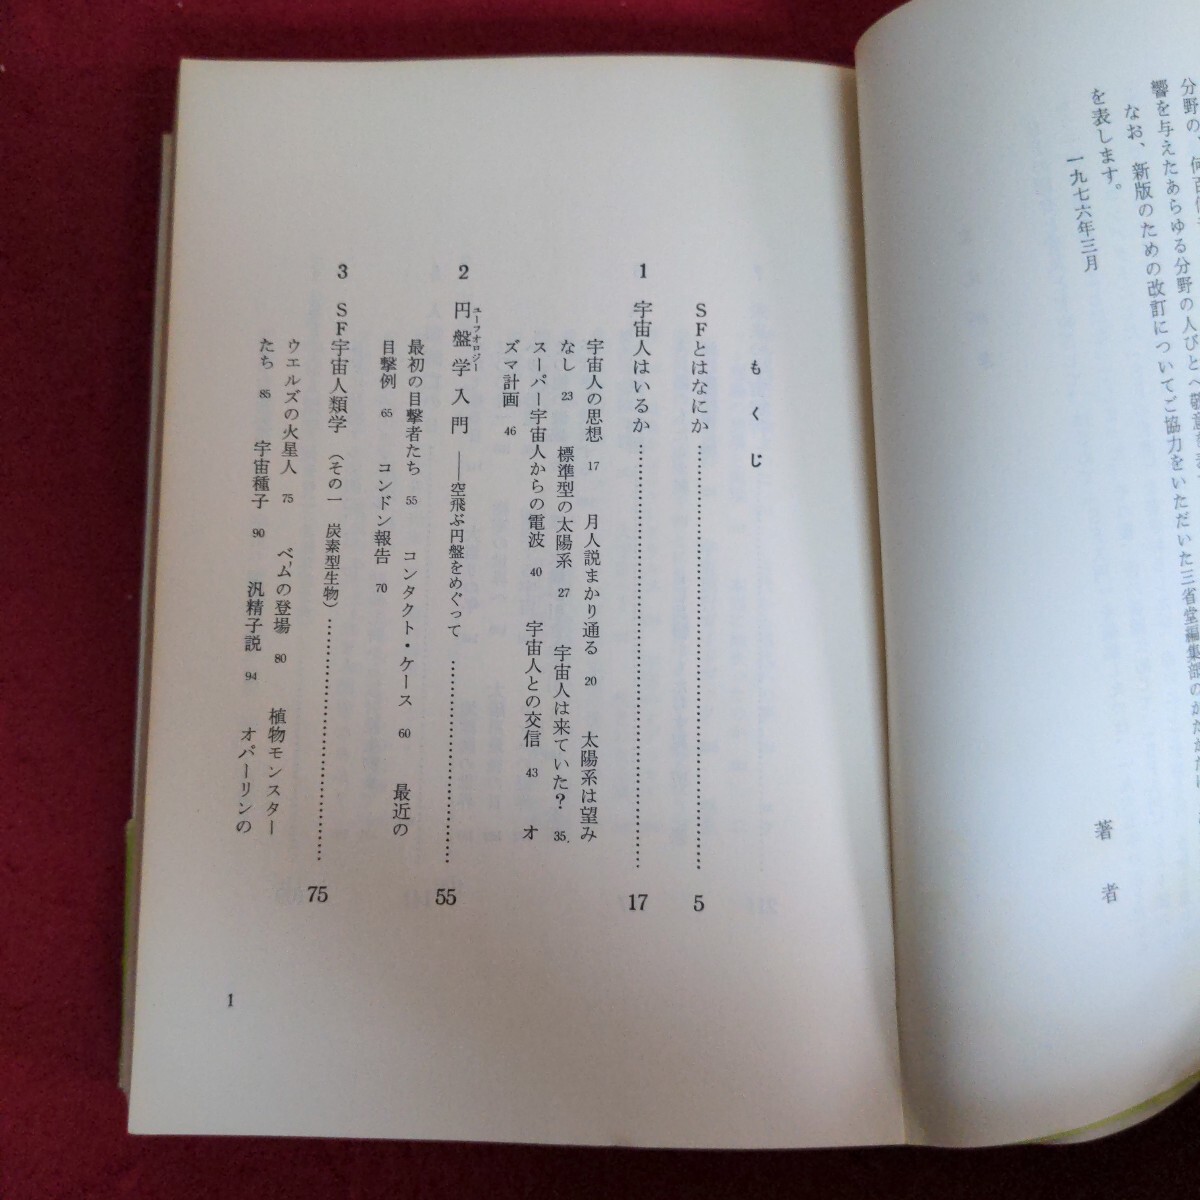 分野の、
響を与えたあらゆる分野の人びとへ敬意を
なお、新版のための改訂についてご協力をいただいた三省堂編集部のかたがた
を表します。
一九七六年三月
著者
もくじ
SFとはなにか…………5
1 宇宙人はいるか…………17
宇宙人の思想 17 月人説まかり通る 20 太陽系は望み
なし 23 標準型の太陽系 27 宇宙人は来ていた? 35
スーパー宇宙人からの電波 40 宇宙人との交信 43 オ
ズマ計画 46
2 円盤学入門 ユーフォロジー ――空飛ぶ円盤をめぐって…………55
最初の目撃者たち 55 コンタクト・ケース 60 最近の
目撃例 65 コンドン報告 70
3 SF宇宙人類学(その一 炭素型生物)…………75
ウエルズの火星人 75 ベムの登場 80 植物モンスター
たち 85 宇宙種子 90 汎精子説 94 オパーリンの
1